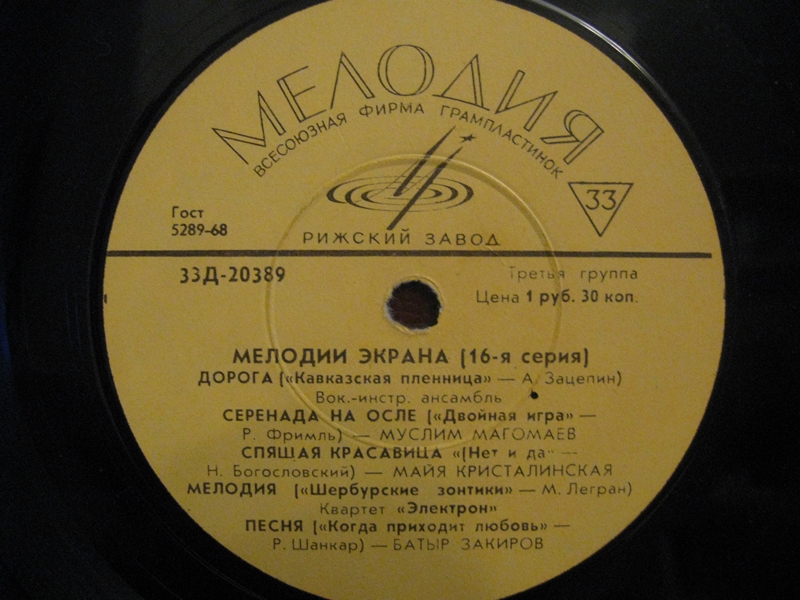 МЕЛОДИЯ
ВСЕСОЮЗНАЯ ФИРМА ГРАМПЛАСТИНОК
33
Гост
5289-68
РИЖСКИЙ ЗАВОД
33Д-20389
Третья группа
Цена 1 руб. 30 коп.
МЕЛОДИИ ЭКРАНА (16-я серия)
ДОРОГА («Кавказская пленница» — А. Зацепин)
Вок.-инстр. ансамбль
СЕРЕНАДА НА ОСЛЕ («Двойная игра» —
Р. Фримль) — МУСЛИМ МАГОМАЕВ
СПЯЩАЯ КРАСАВИЦА «(Нет и да» —
Н. Богословский) — МАЙЯ КРИСТАЛИНСКАЯ
МЕЛОДИЯ («Шербурские зонтики» — М. Легран)
Квартет «Электрон»
ПЕСНЯ («Когда приходит любовь» —
Р. Шанкар) — БАТЫР ЗАКИРОВ